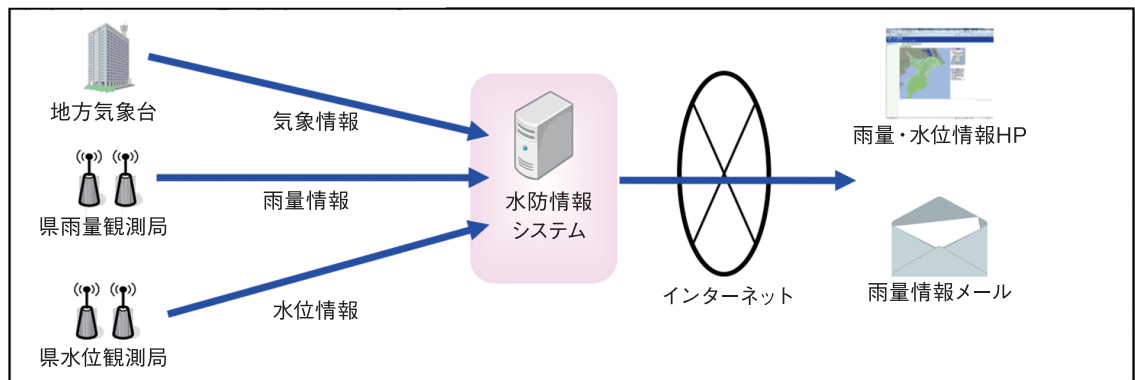 地方気象台
気象情報
県雨量観測局
雨量情報
県水位観測局
水位情報
水防情報
システム
インターネット
雨量・水位情報HP
雨量情報メール